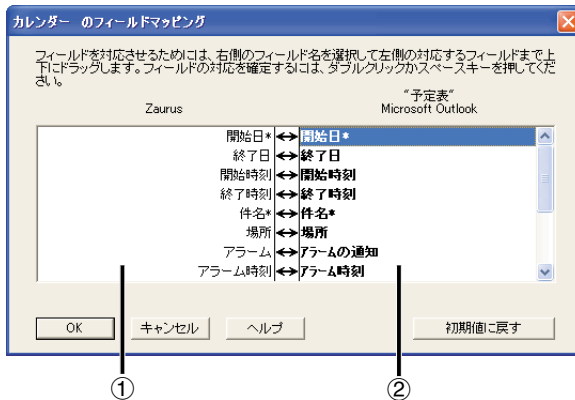 カレンダー のフィールドマッピング
フィールドを対応させるためには、右側のフィールド名を選択して左側の対応するフィールドまで上
下にドラッグします。フィールドの対応を確定するには、ダブルクリックかスペースキーを押してくだ
さい。
"予定表"
Zaurus Microsoft Outlook
開始日* ↔ 開始日*
終了日 ↔ 終了日
開始時刻 ↔ 開始時刻
終了時刻 ↔ 終了時刻
件名* ↔ 件名*
場所 ↔ 場所
アラーム ↔ アラームの通知
アラーム時刻 ↔ アラーム時刻
OK キャンセル ヘルプ 初期値に戻す
① ②